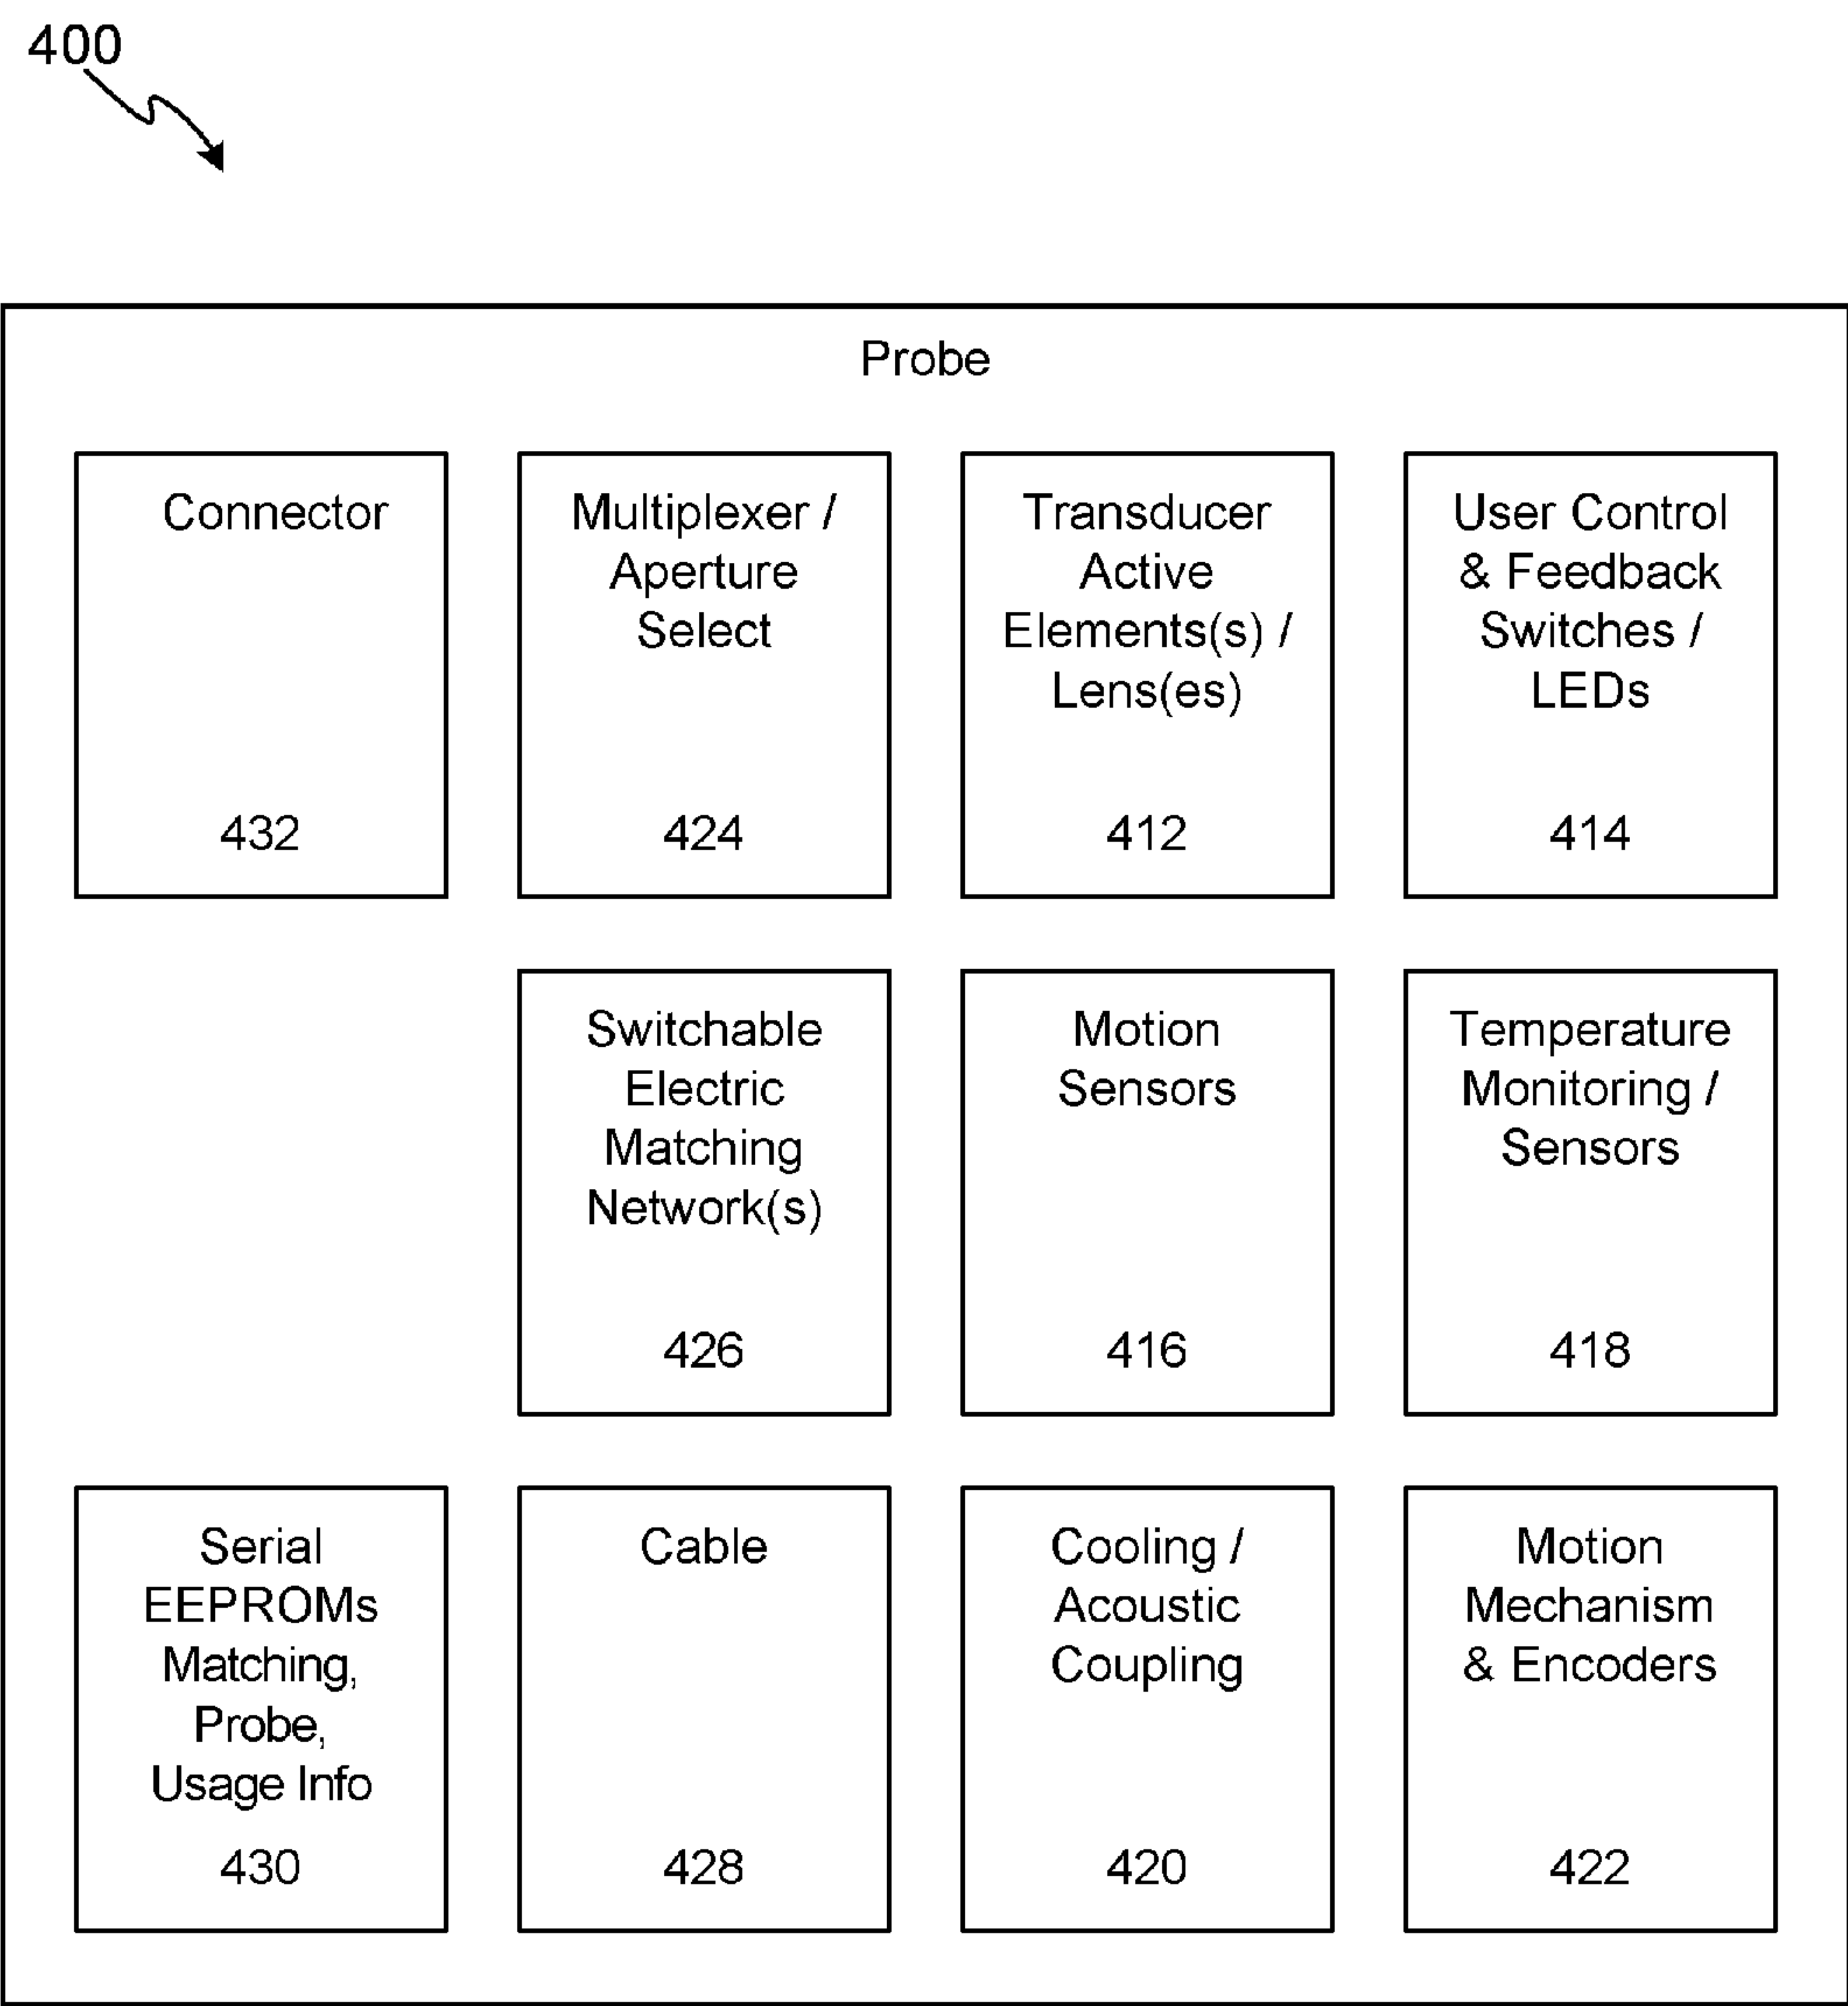 400
Probe
Connector
432
Multiplexer /
Aperture
Select
424
Transducer
Active
Elements(s) /
Lens(es)
412
User Control
& Feedback
Switches /
LEDs
414
Switchable
Electric
Matching
Network(s)
426
Motion
Sensors
416
Temperature
Monitoring /
Sensors
418
Serial
EEPROMs
Matching,
Probe,
Usage Info
430
Cable
428
Cooling /
Acoustic
Coupling
420
Motion
Mechanism
& Encoders
422